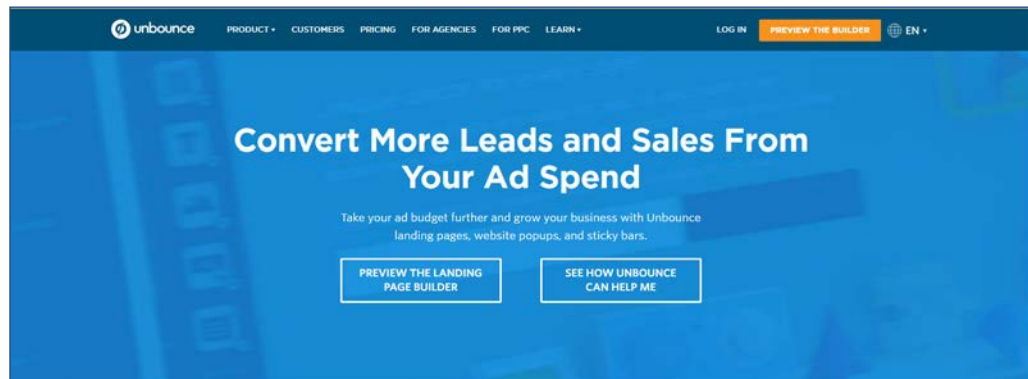 unbounce PRODUCT CUSTOMERS PRICING FOR AGENCIES FOR PPC LEARN LOG IN PREVIEW THE BUILDER EN
Convert More Leads and Sales From
Your Ad Spend
Take your ad budget further and grow your business with Unbounce
landing pages, website popups, and sticky bars.
PREVIEW THE LANDING
PAGE BUILDER
SEE HOW UNBOUNCE
CAN HELP ME